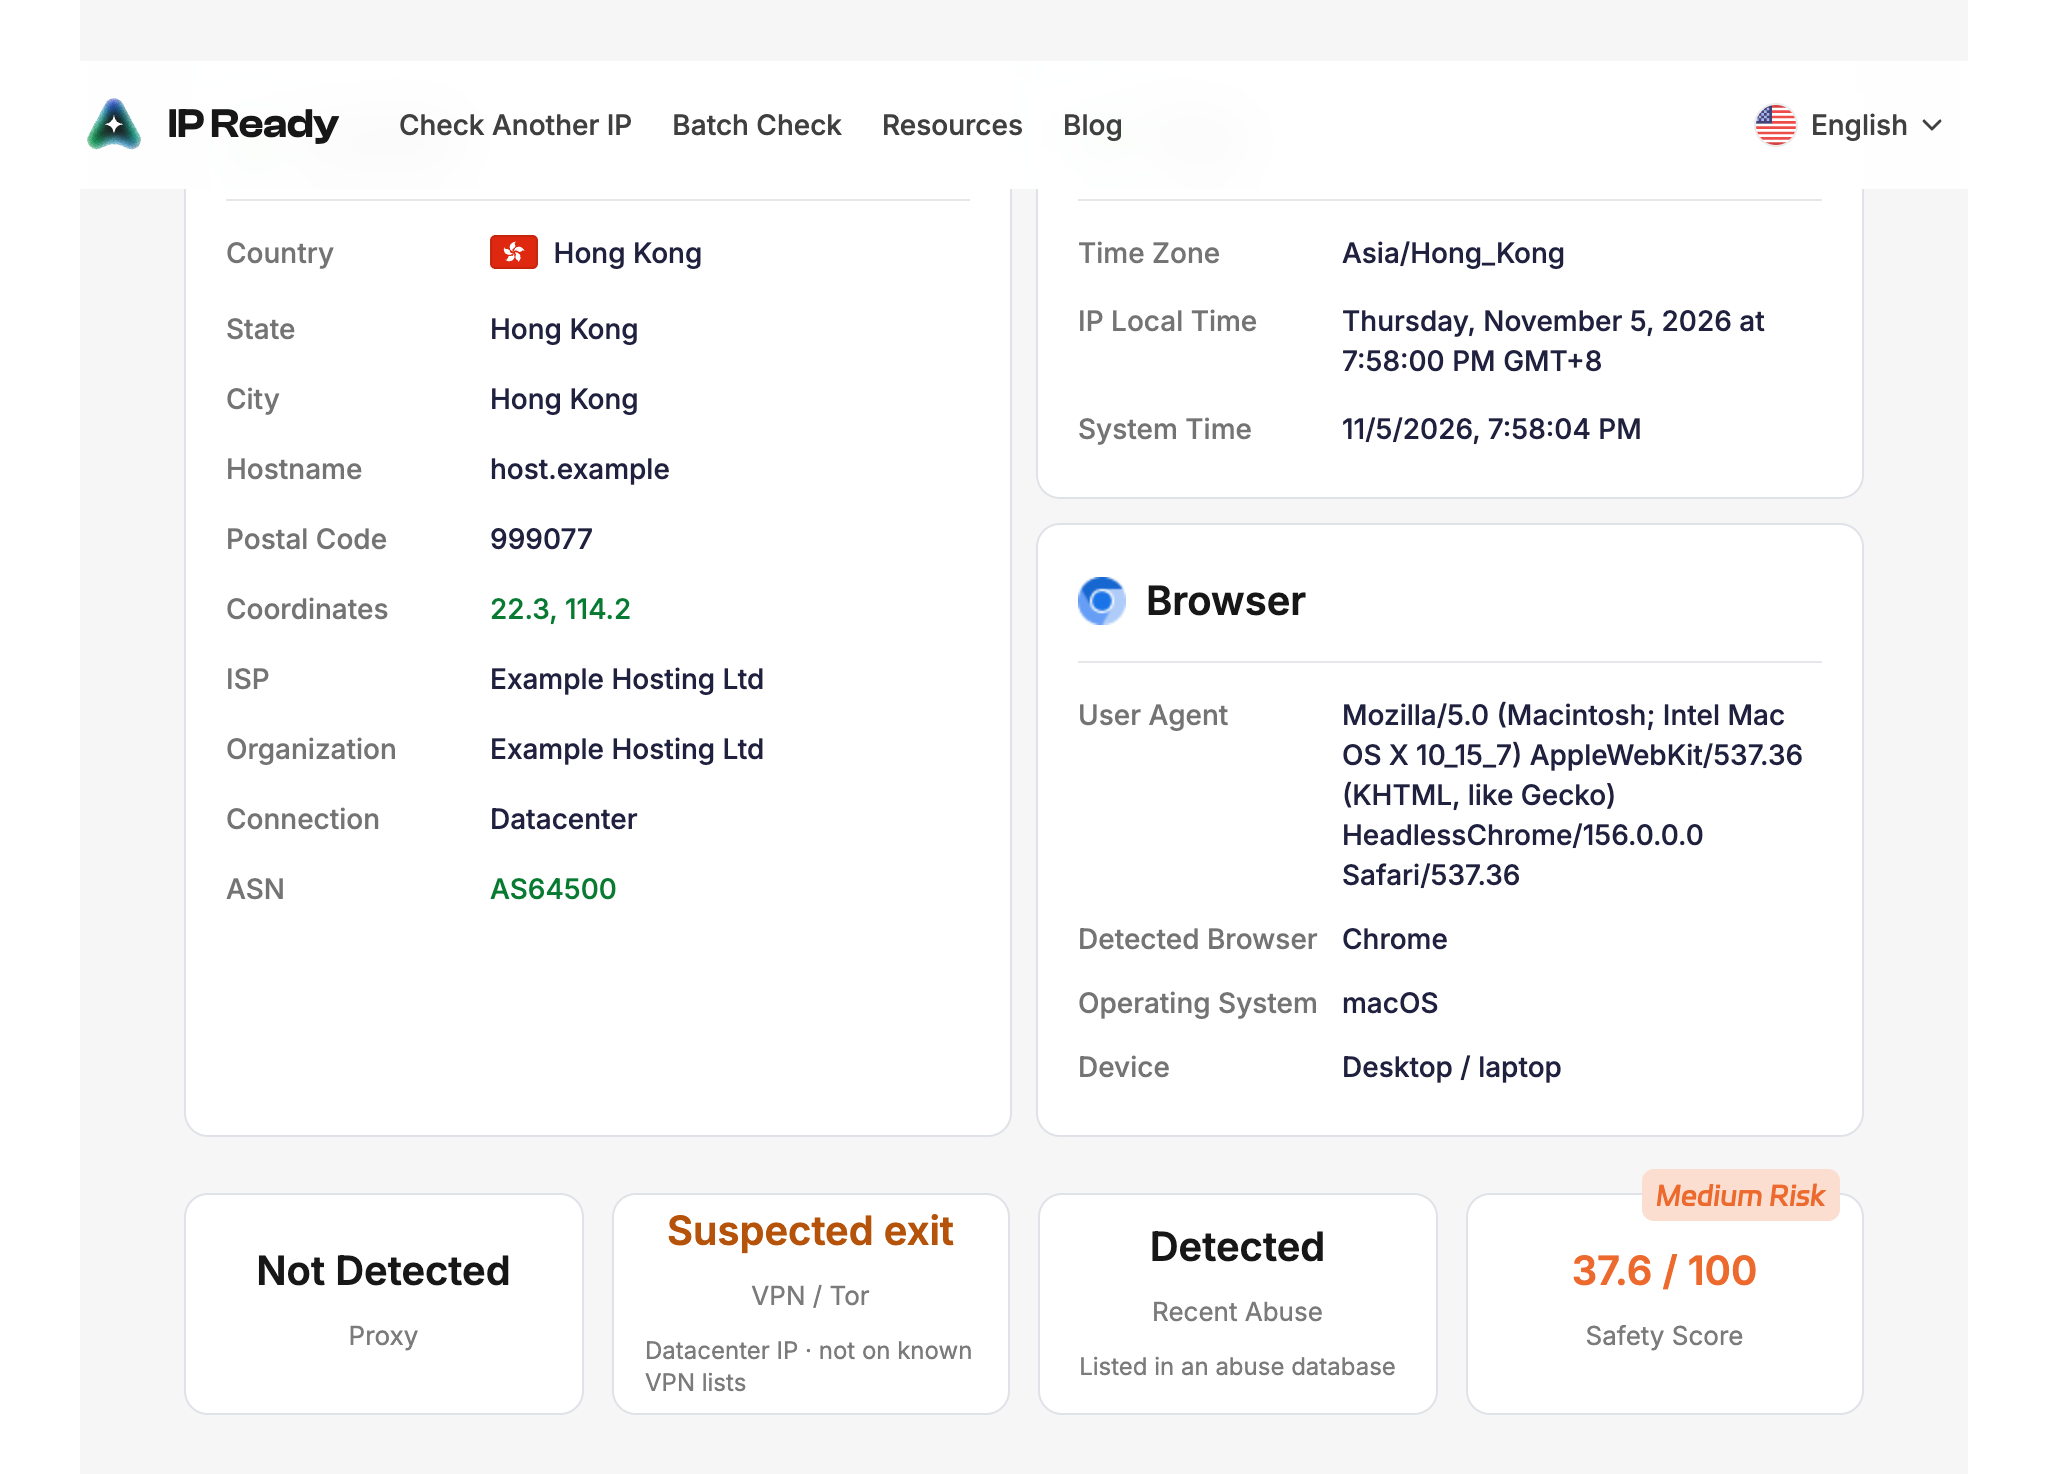 IP Ready
Check Another IP
Batch Check
Resources
Blog
English
Country
Hong Kong
State
Hong Kong
City
Hong Kong
Hostname
host.example
Postal Code
999077
Coordinates
22.3, 114.2
ISP
Example Hosting Ltd
Organization
Example Hosting Ltd
Connection
Datacenter
ASN
AS64500
Time Zone
Asia/Hong_Kong
IP Local Time
Thursday, November 5, 2026 at
7:58:00 PM GMT+8
System Time
11/5/2026, 7:58:04 PM
Browser
User Agent
Mozilla/5.0 (Macintosh; Intel Mac
OS X 10_15_7) AppleWebKit/537.36
(KHTML, like Gecko)
HeadlessChrome/156.0.0.0
Safari/537.36
Detected Browser
Chrome
Operating System
macOS
Device
Desktop / laptop
Not Detected
Proxy
Suspected exit
VPN / Tor
Datacenter IP · not on known
VPN lists
Detected
Recent Abuse
Listed in an abuse database
Medium Risk
37.6 / 100
Safety Score